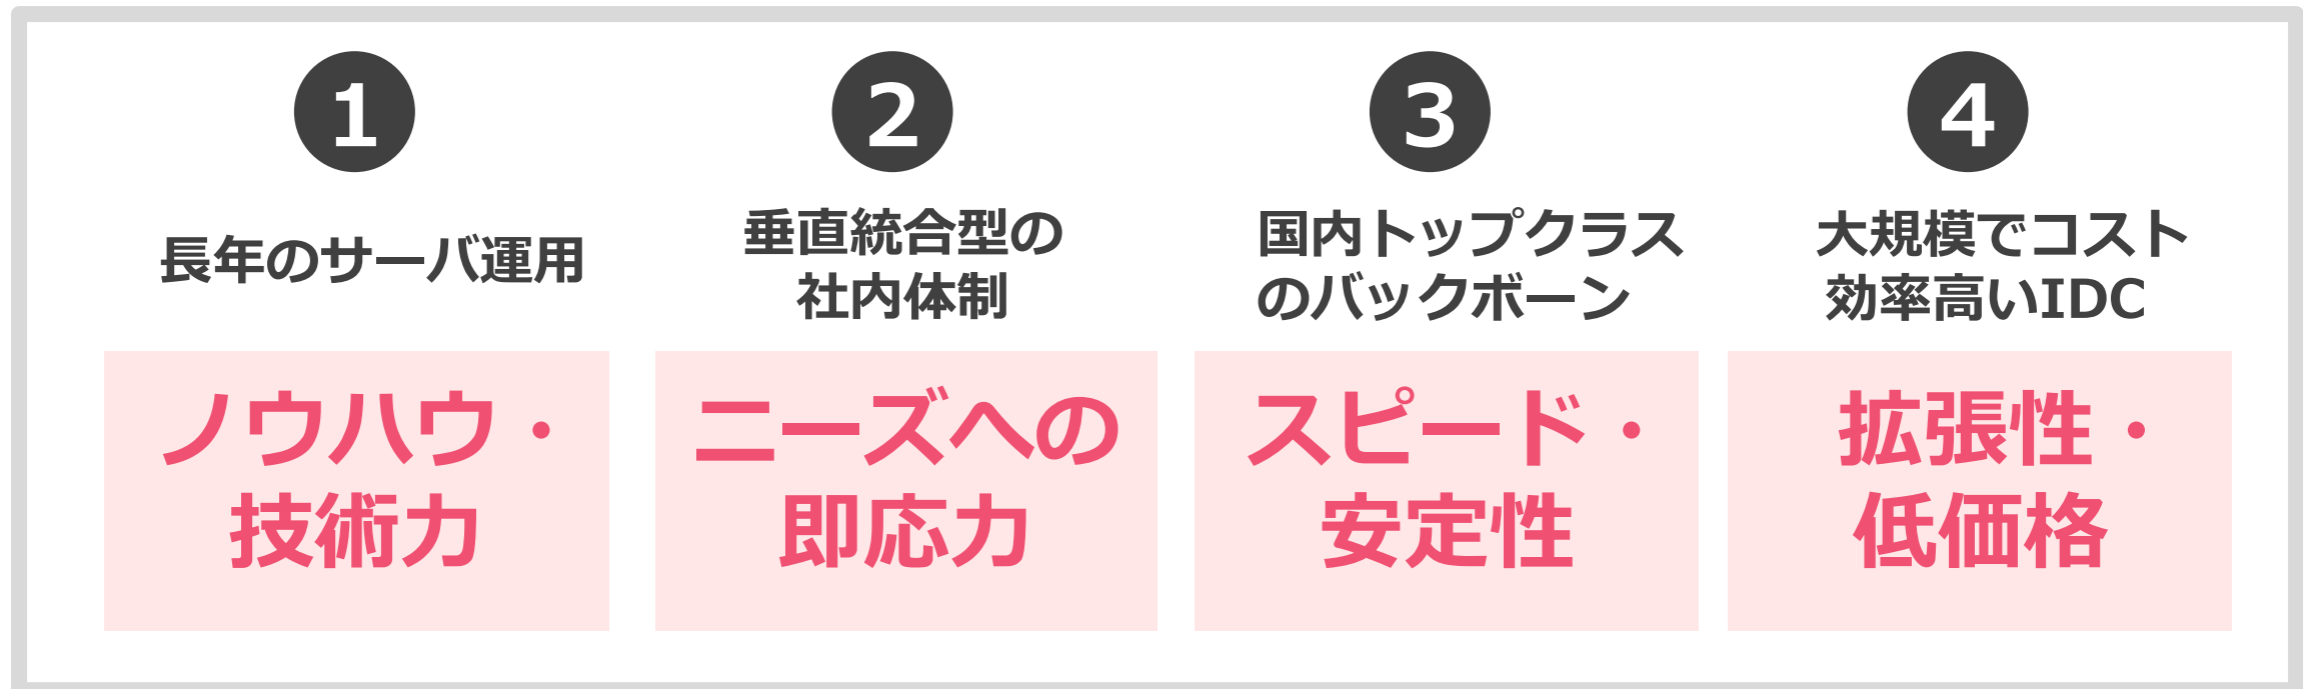 1
長年のサーバ運用
ノウハウ・
技術力
2
垂直統合型の
社内体制
ニーズへの
即応力
3
国内トップクラス
のバックボーン
スピード・
安定性
4
大規模でコスト
効率高いIDC
拡張性・
低価格